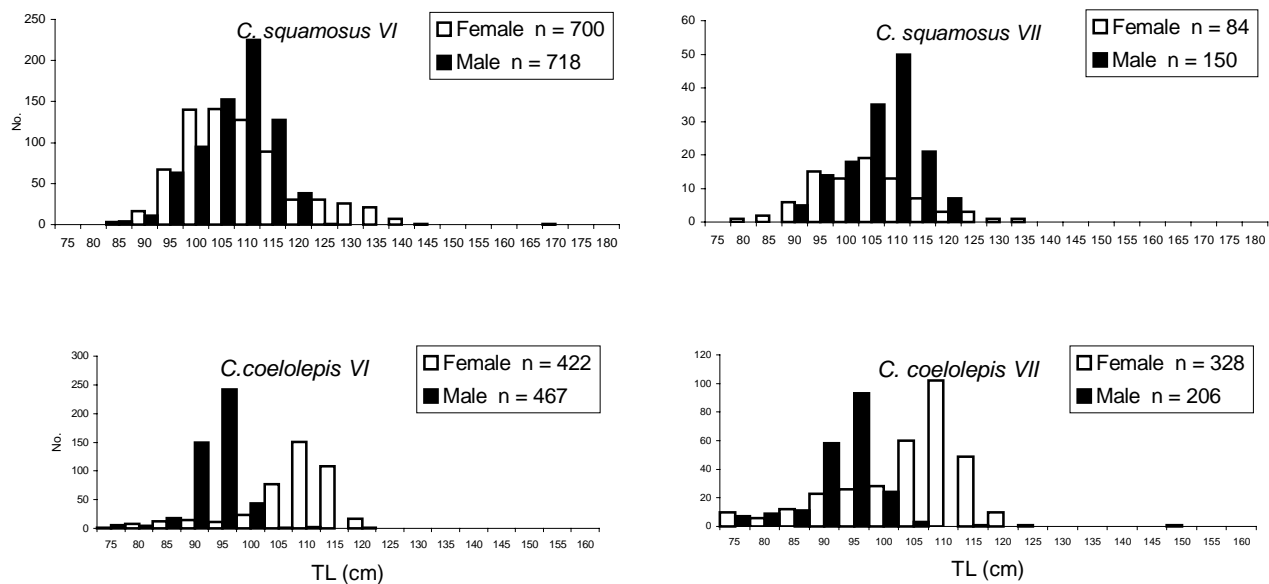 C. squamosus VI
Female n = 700
Male n = 718
250
200
150
100
50
0
No.
75 80 85 90 95 100 105 110 115 120 125 130 135 140 145 150 155 160 165 170 175 180
C. squamosus VII
Female n = 84
Male n = 150
60
50
40
30
20
10
0
75 80 85 90 95 100 105 110 115 120 125 130 135 140 145 150 155 160 165 170 175 180
C.coelolepis VI
Female n = 422
Male n = 467
300
250
200
150
100
50
0
No.
75 80 85 90 95 100 105 110 115 120 125 130 135 140 145 150 155 160
TL (cm)
C. coelolepis VII
Female n = 328
Male n = 206
120
100
80
60
40
20
0
75 80 85 90 95 100 105 110 115 120 125 130 135 140 145 150 155 160
TL (cm)